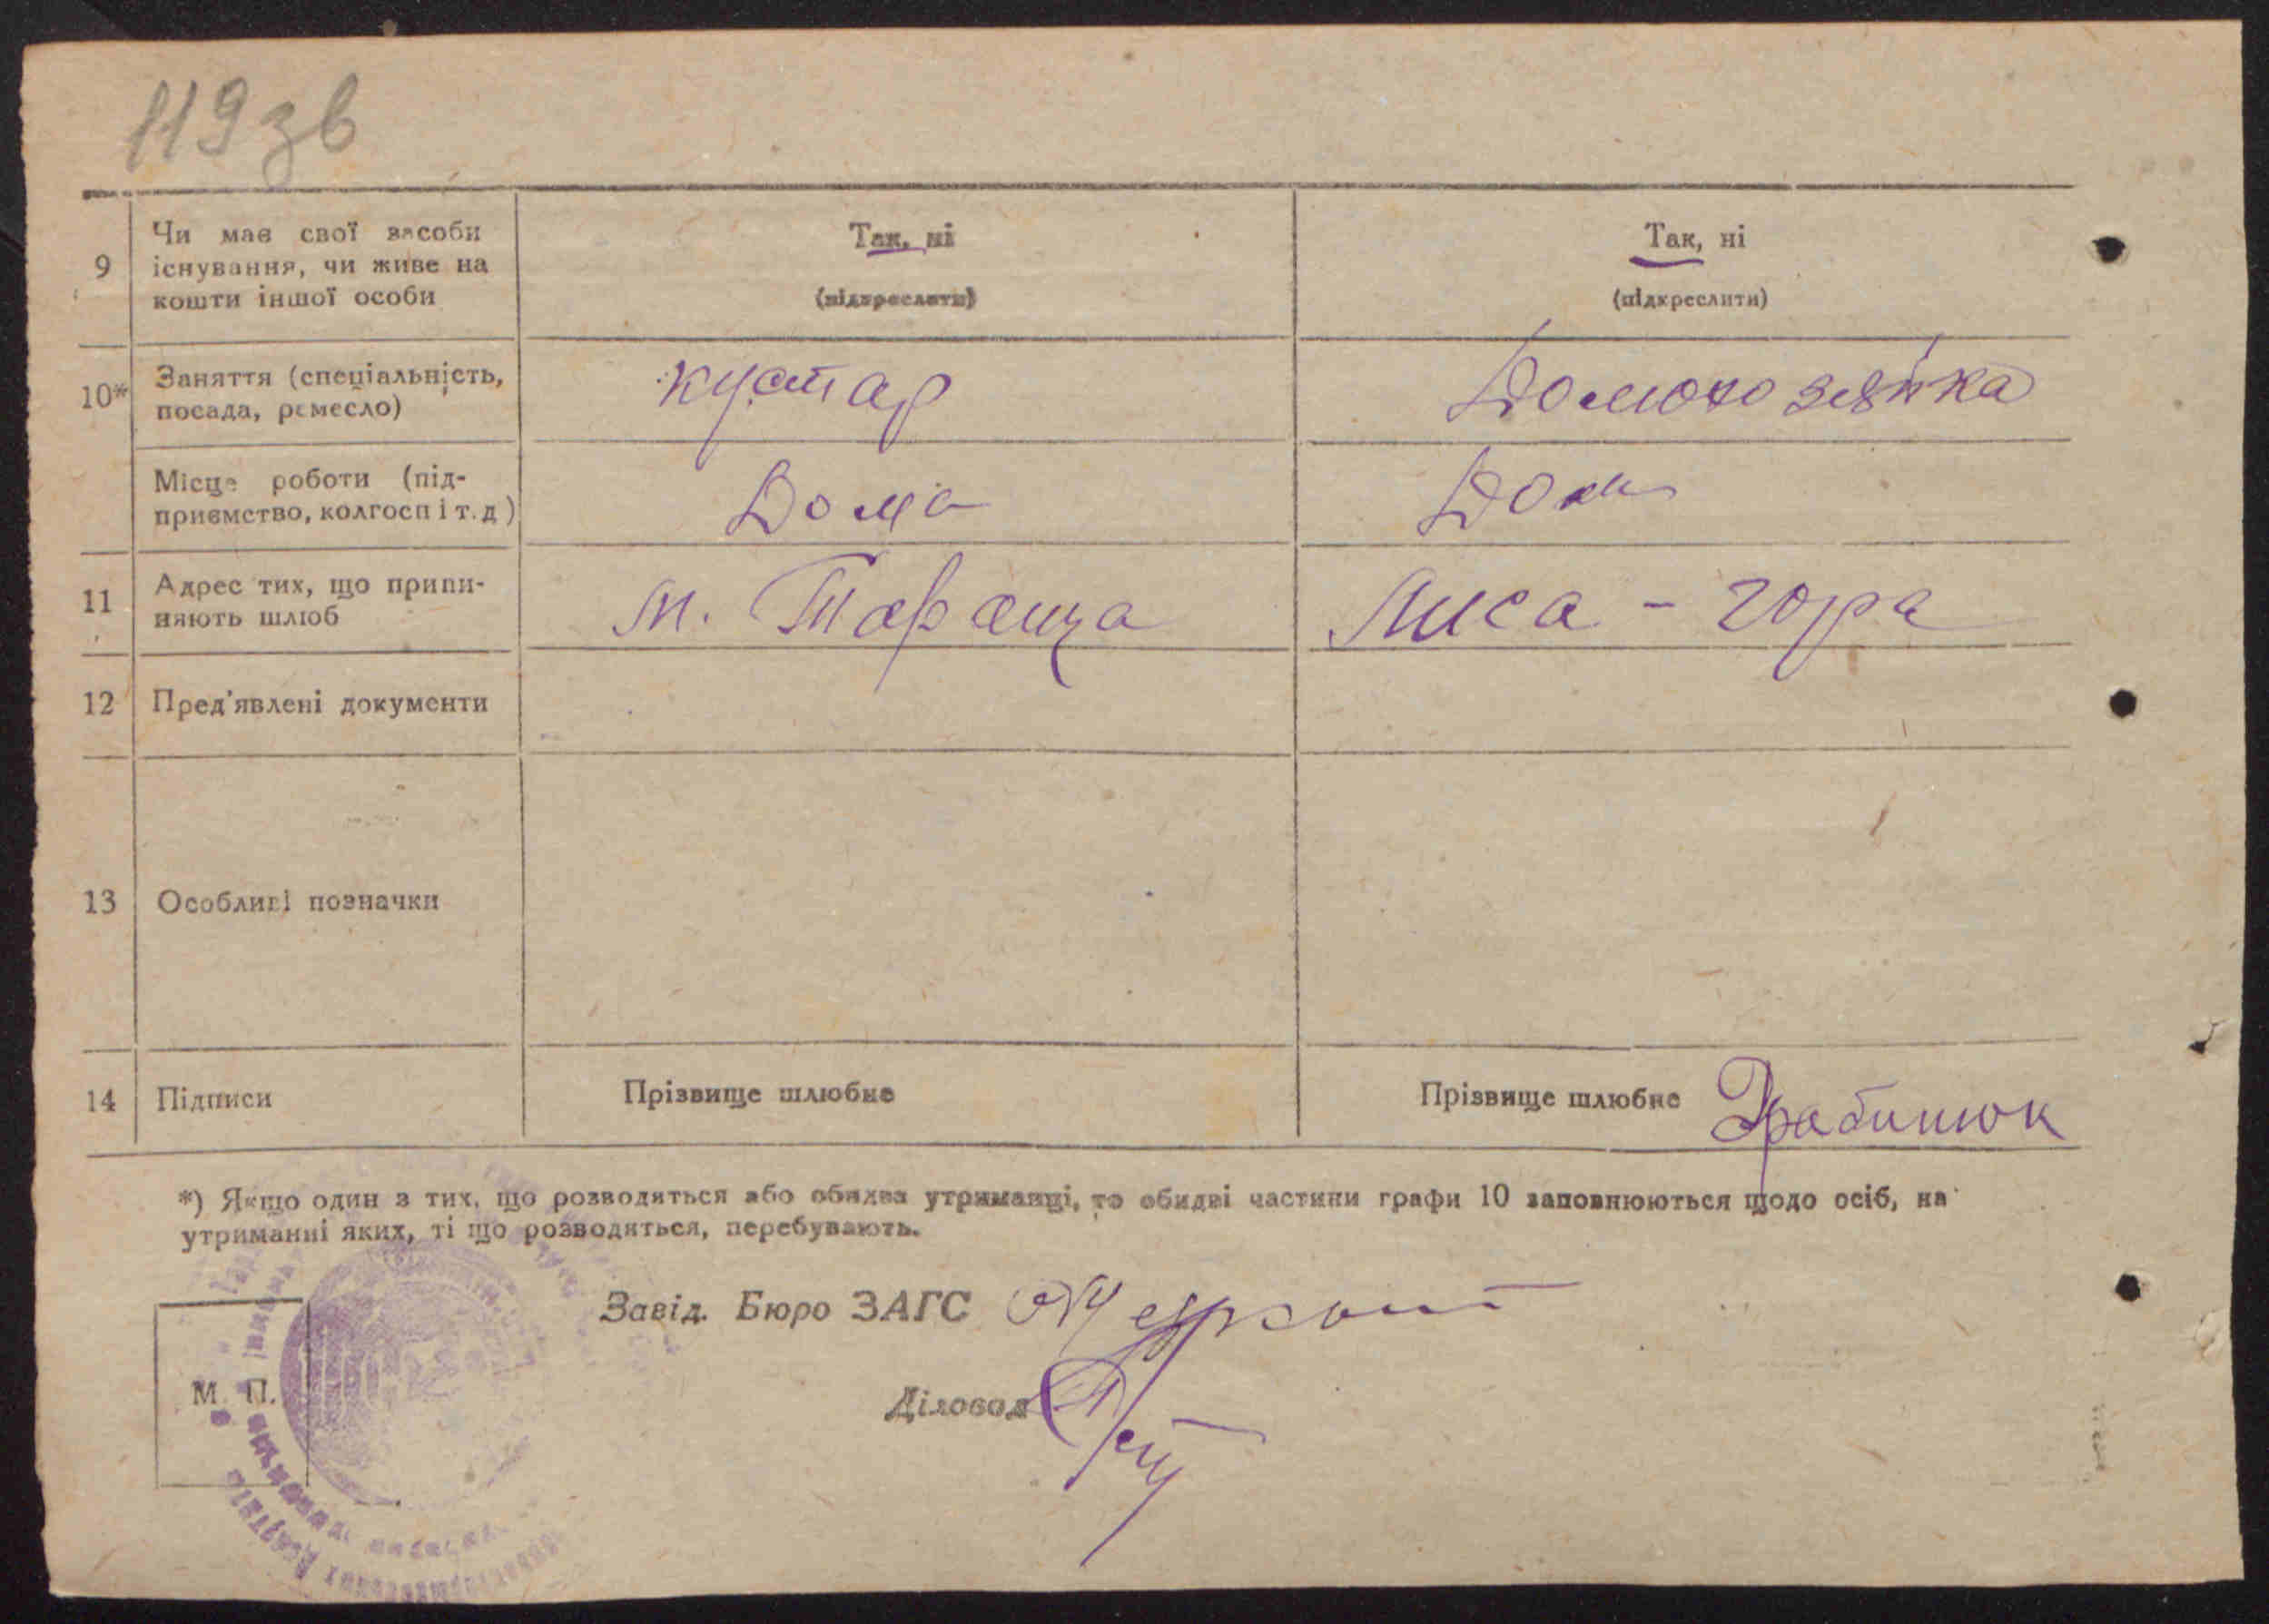 119 зв
9
Чи має свої засоби
існування, чи живе на
кошти іншої особи
Так, ні
(підкреслити)
Так, ні
(підкреслити)
10*
Заняття (спеціальність,
посада, ремесло)
кустар
Домохозяйка
Місце роботи (під-
приємство, колгосп і т. д)
Дома
Дом
11
Адрес тих, що припи-
няють шлюб
м. Тараща
Лиса - гора
12
Пред'явлені документи
13
Особливі позначки
14
Підписи
Прізвище шлюбне
Прізвище шлюбне Драбинюк
*) Якщо один з тих, що розводяться або обидва утриманці, то обидві частини графи 10 заповнюються щодо осіб, на
утриманні яких, ті що розводяться, перебувають.
Завід. Бюро ЗАГС
Діловод
М. П.